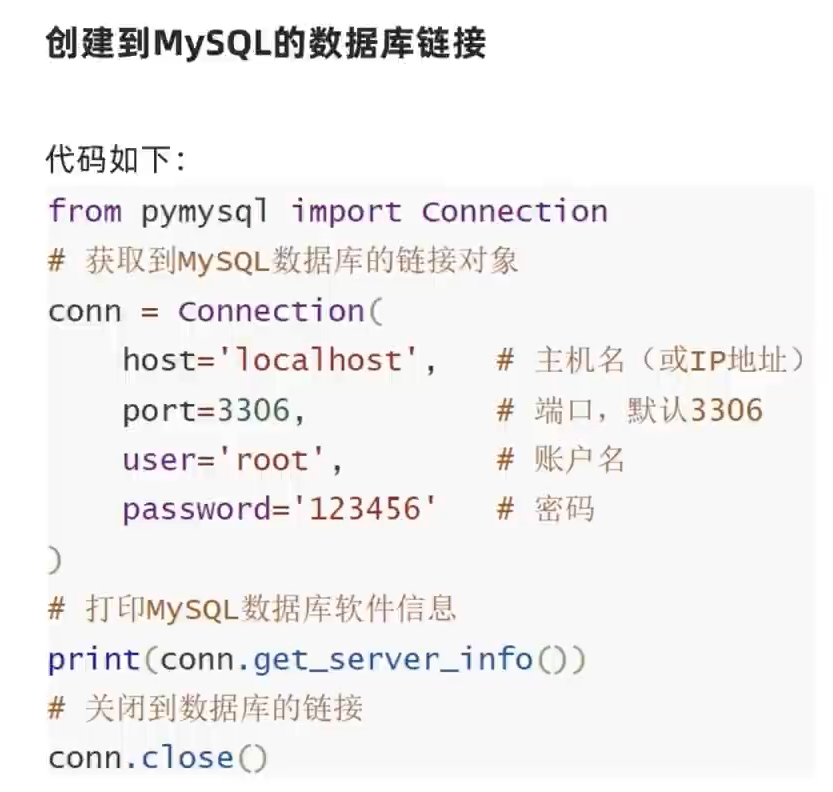 创建到MySQL的数据库链接
代码如下：
from pymysql import Connection
# 获取到MySQL数据库的链接对象
conn = Connection(
    host='localhost',   # 主机名（或IP地址）
    port=3306,          # 端口，默认3306
    user='root',        # 账户名
    password='123456'   # 密码
)
# 打印MySQL数据库软件信息
print(conn.get_server_info())
# 关闭到数据库的链接
conn.close()